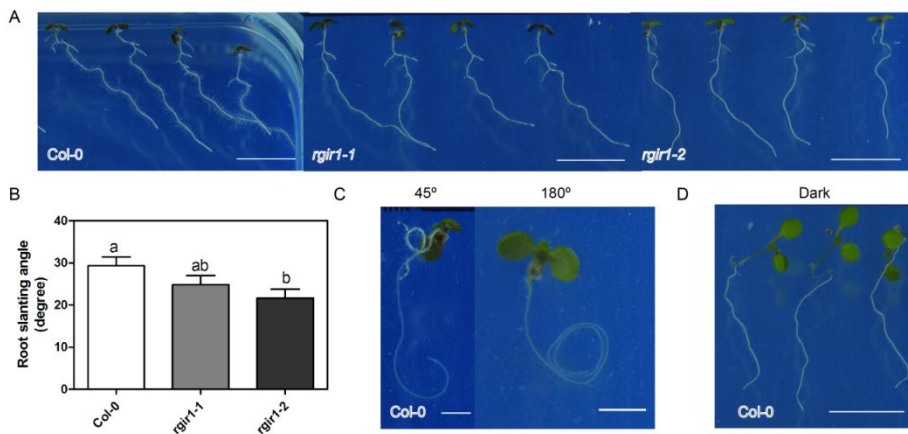 A
Col-0
rgir1-1
rgir1-2
B
Root slanting angle
(degree)
40
30
20
10
0
a
ab
b
Col-0
rgir1-1
rgir1-2
C
45º
180º
Col-0
D
Dark
Col-0